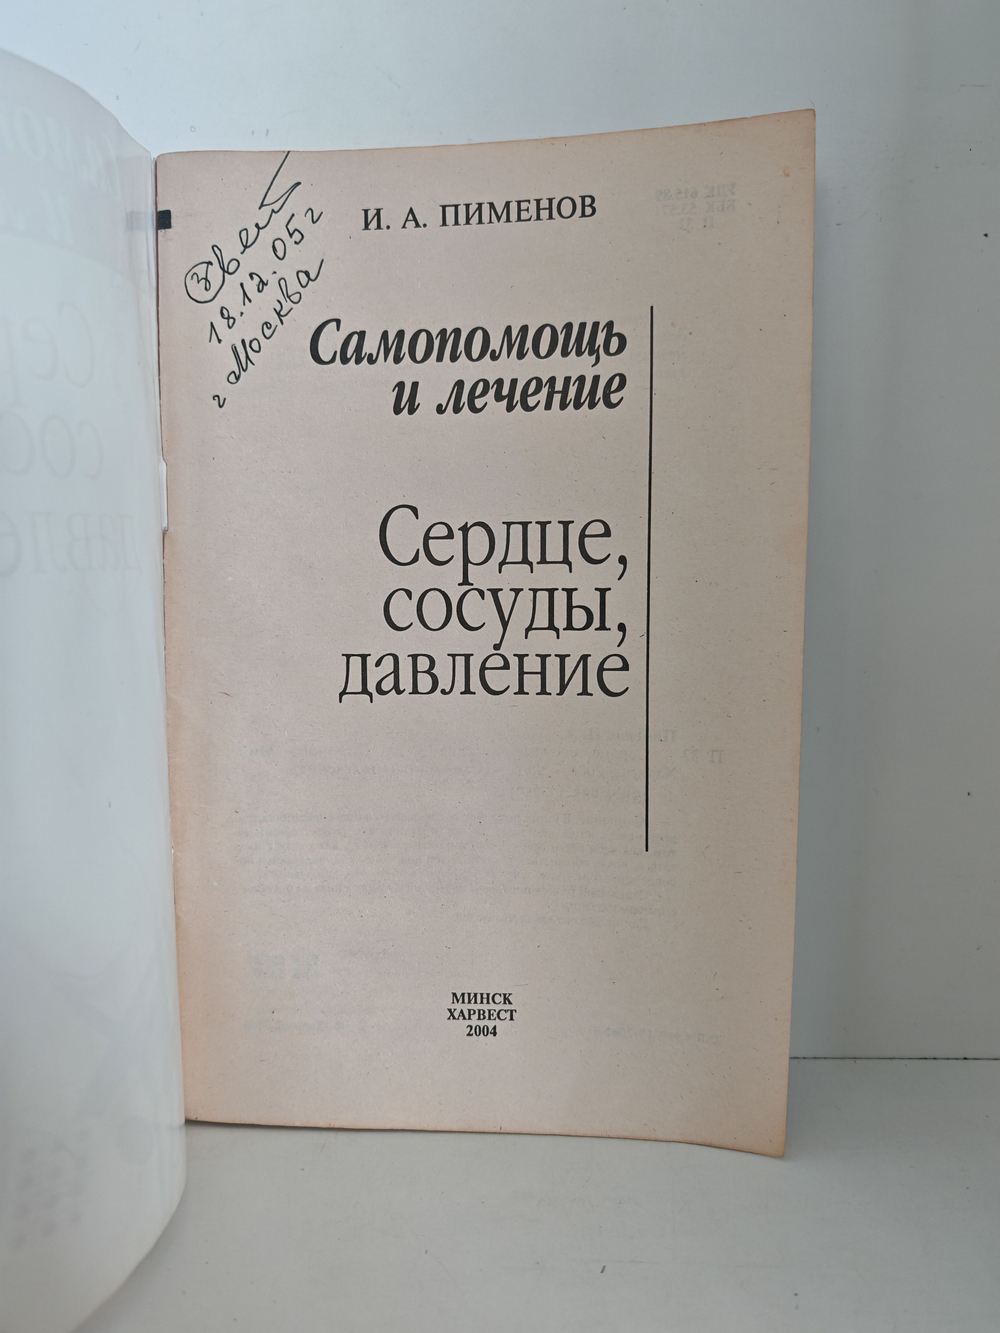 18.12.05г
г Москва
И. А. ПИМЕНОВ
Самопомощь
и лечение
Сердце,
сосуды,
давление
МИНСК
ХАРВЕСТ
2004